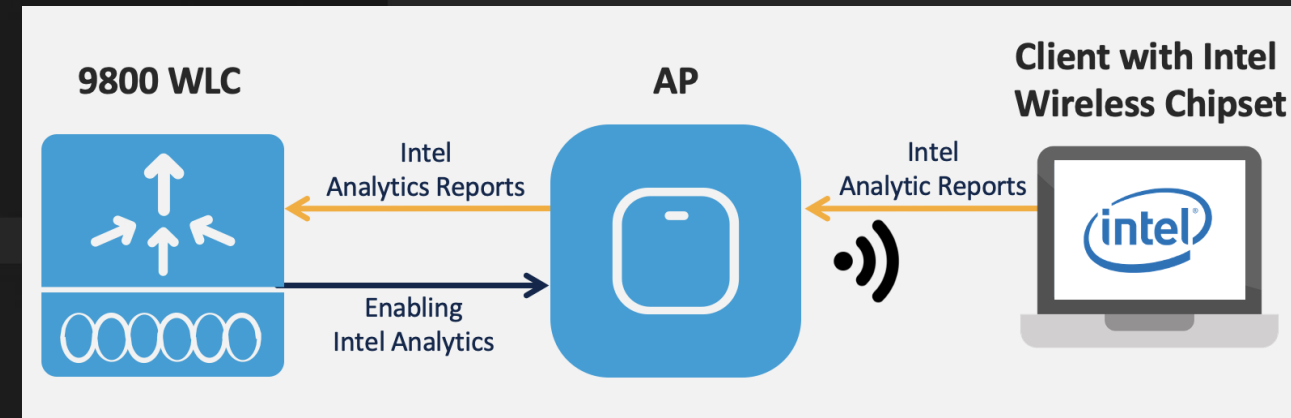 9800 WLC
AP
Client with Intel
Wireless Chipset
Intel
Analytics Reports
Intel
Analytic Reports
intel
Enabling
Intel Analytics